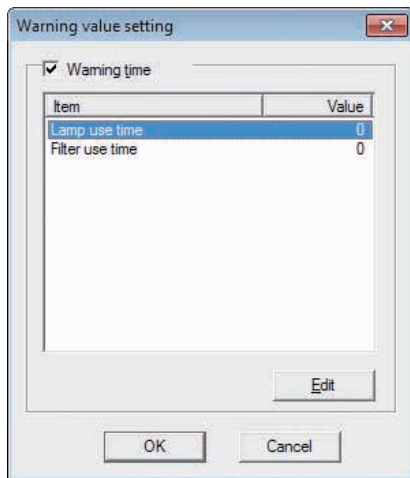 Warning value setting
Warning time
Item Value
Lamp use time 0
Filter use time 0
Edit
OK Cancel